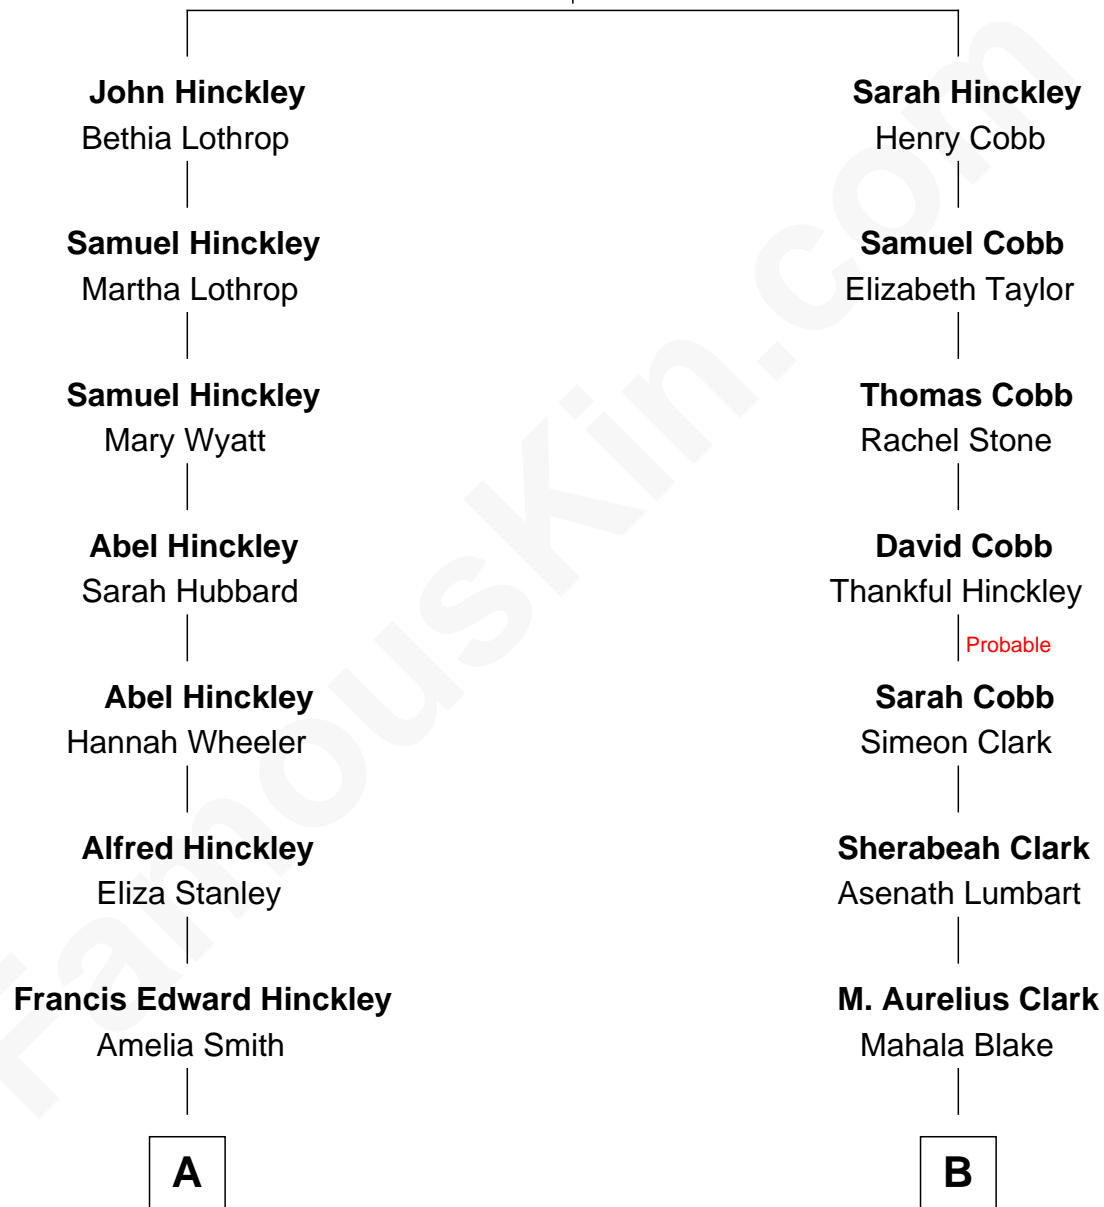 John Hinckley
Bethia Lothrop
Samuel Hinckley
Martha Lothrop
Samuel Hinckley
Mary Wyatt
Abel Hinckley
Sarah Hubbard
Abel Hinckley
Hannah Wheeler
Alfred Hinckley
Eliza Stanley
Francis Edward Hinckley
Amelia Smith
A
Sarah Hinckley
Henry Cobb
Samuel Cobb
Elizabeth Taylor
Thomas Cobb
Rachel Stone
David Cobb
Thankful Hinckley
Probable
Sarah Cobb
Simeon Clark
Sherabeah Clark
Asenath Lumbart
M. Aurelius Clark
Mahala Blake
B
FamousKin.com